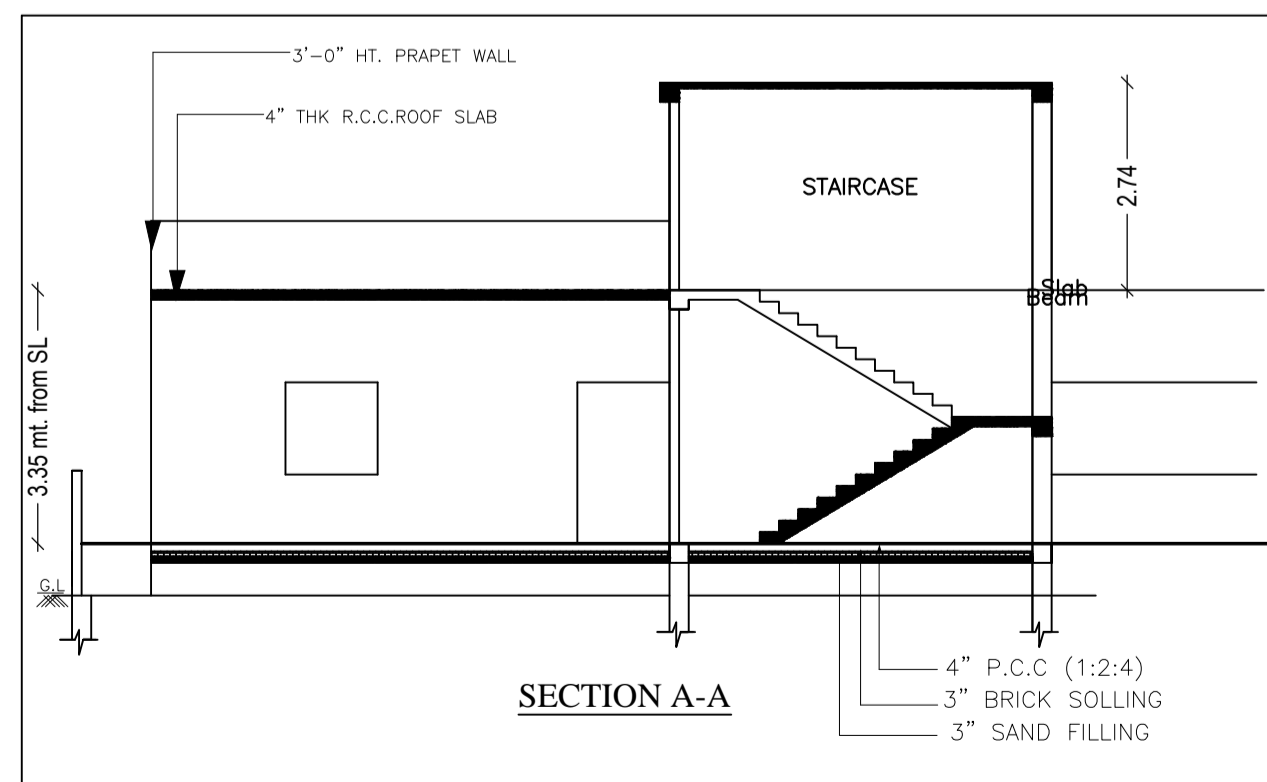 3'-0" HT. PRAPET WALL
4" THK R.C.C.ROOF SLAB
STAIRCASE
2.74
Slab
Beam
3.35 mt. from SL
G.L
4" P.C.C (1:2:4)
3" BRICK SOLLING
3" SAND FILLING
SECTION A-A